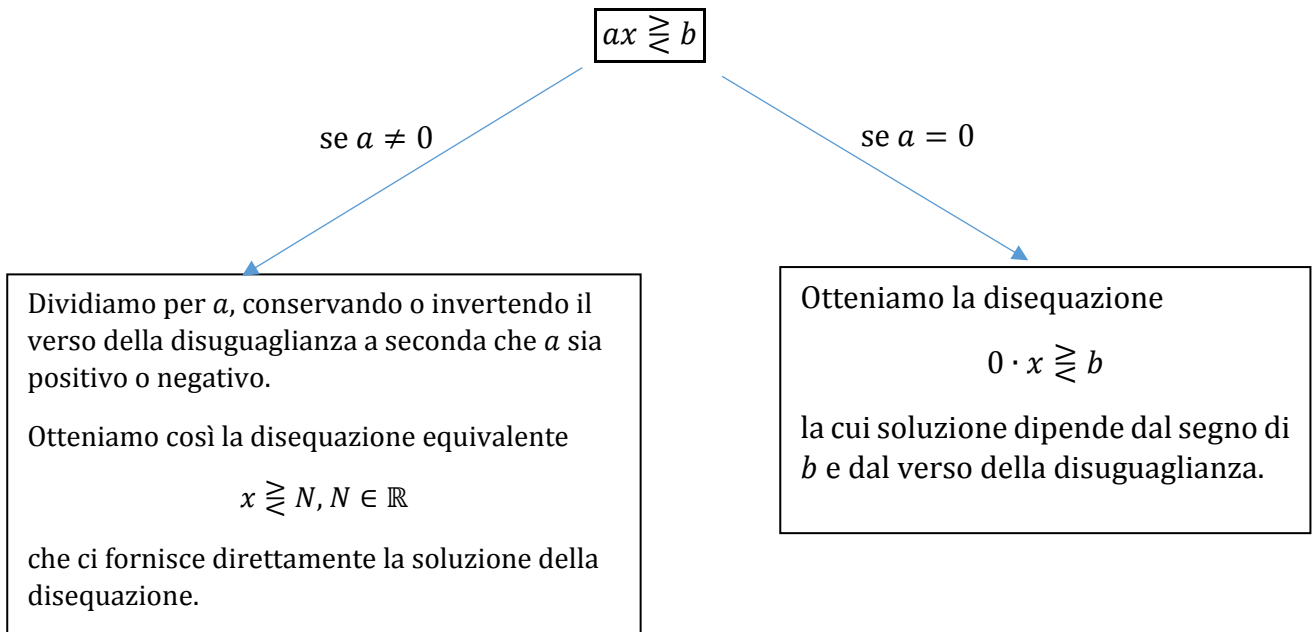 ax ⪌ b
se a ≠ 0
se a = 0
Dividiamo per a, conservando o invertendo il
verso della disuguaglianza a seconda che a sia
positivo o negativo.
Otteniamo così la disequazione equivalente
x ⪌ N, N ∈ ℝ
che ci fornisce direttamente la soluzione della
disequazione.
Otteniamo la disequazione
0 · x ⪌ b
la cui soluzione dipende dal segno di
b e dal verso della disuguaglianza.